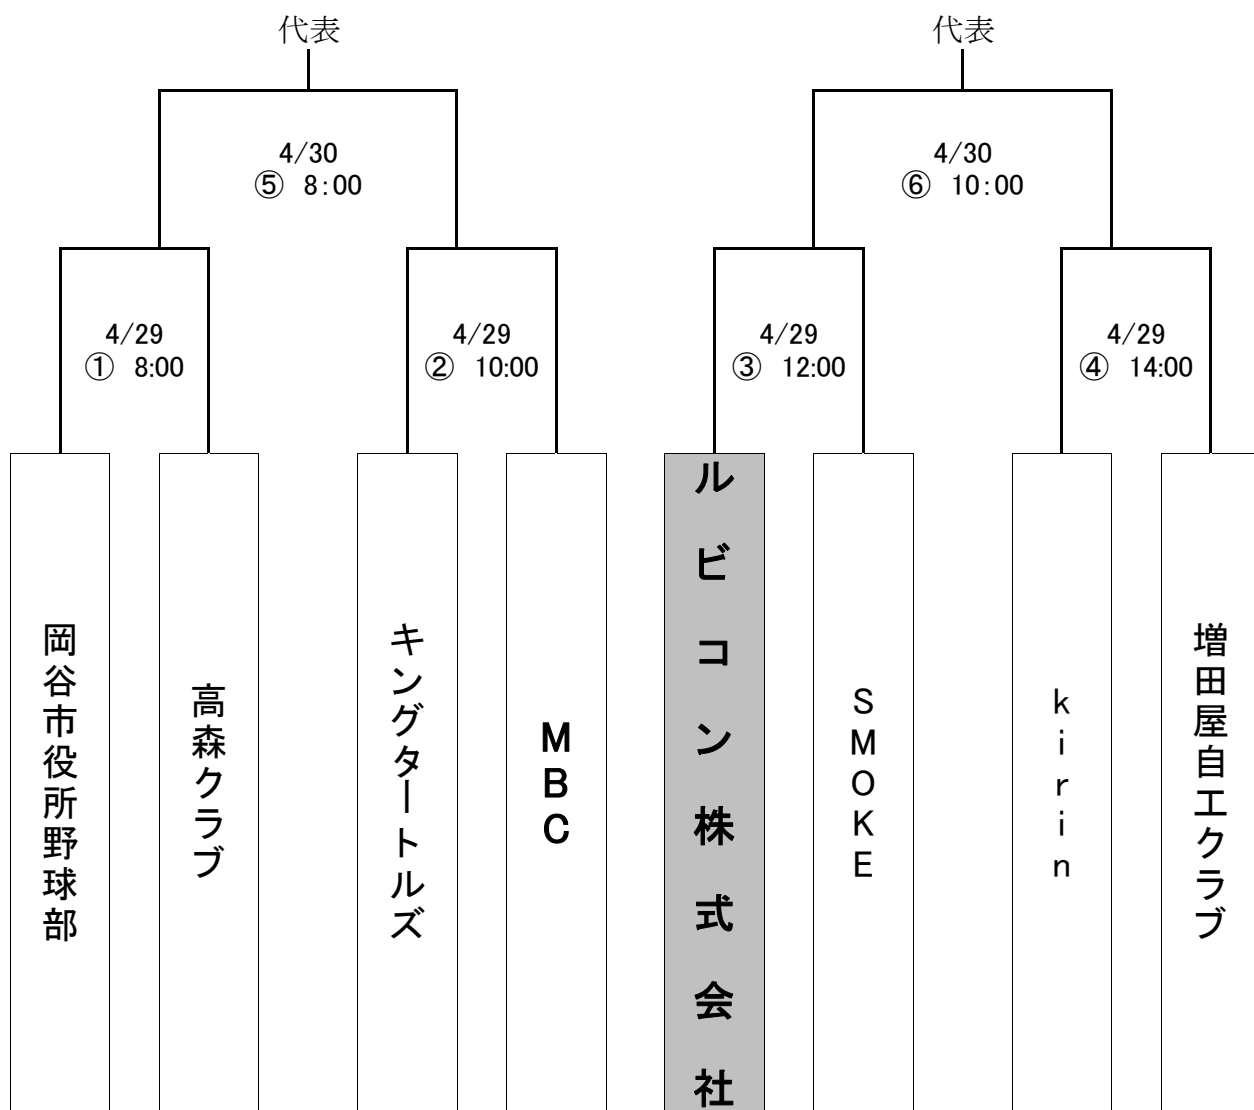 代表
代表
4/30
⑤ 8:00
4/30
⑥ 10:00
4/29
① 8:00
4/29
② 10:00
4/29
③ 12:00
4/29
④ 14:00
岡谷市役所野球部
高森クラブ
キングタートルズ
MBC
ルビコン株式会社
SMOKE
kirin
増田屋自工クラブ